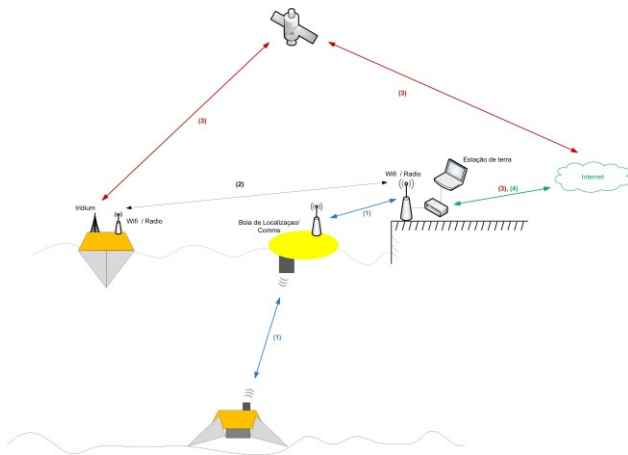 (3)
(3)
Estação de terra
Wifi / Radio
Internet
(3), (4)
(2)
Iridium
Wifi / Radio
Boia de Localizaçao/
Comms
(1)
(1)